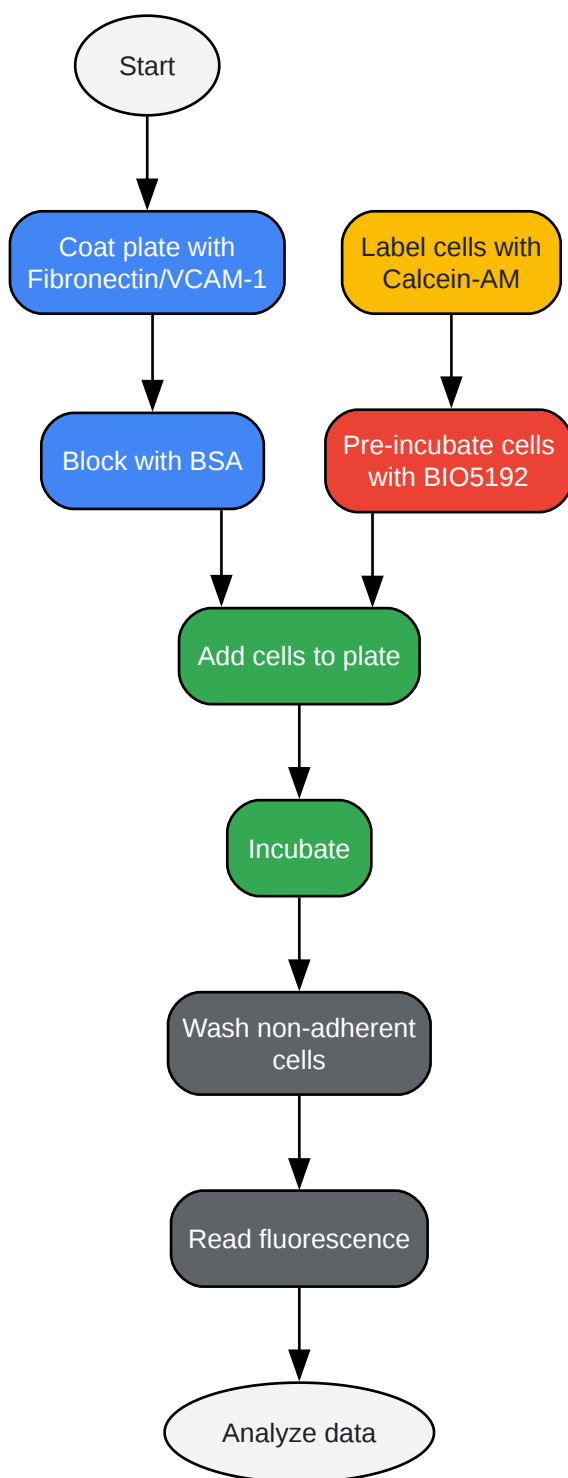 Start
Coat plate with
Fibronectin/VCAM-1
Label cells with
Calcein-AM
Block with BSA
Pre-incubate cells
with BIO5192
Add cells to plate
Incubate
Wash non-adherent
cells
Read fluorescence
Analyze data